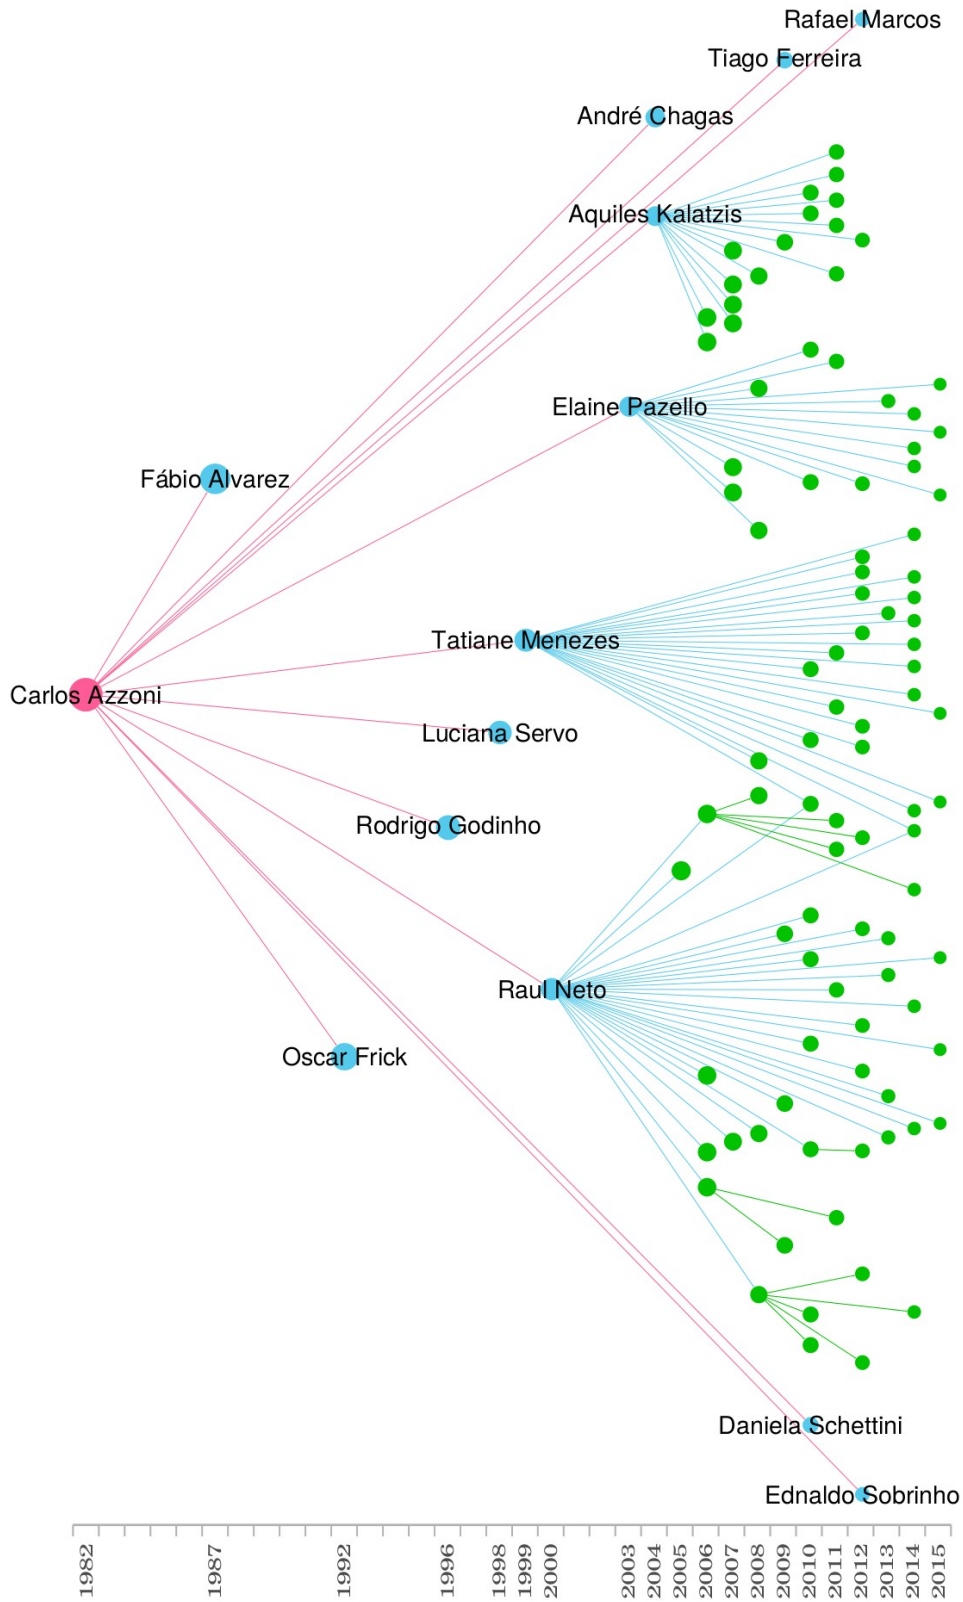 Rafael Marcos
Tiago Ferreira
André Chagas
Aquiles Kalatzis
Elaine Pazello
Fábio Alvarez
Tatiane Menezes
Carlos Azzoni
Luciana Servo
Rodrigo Godinho
Raul Neto
Oscar Frick
Daniela Schettini
Ednaldo Sobrinho
1982
1987
1992
1996
1998
1999
2000
2003
2004
2005
2006
2007
2008
2009
2010
2011
2012
2013
2014
2015